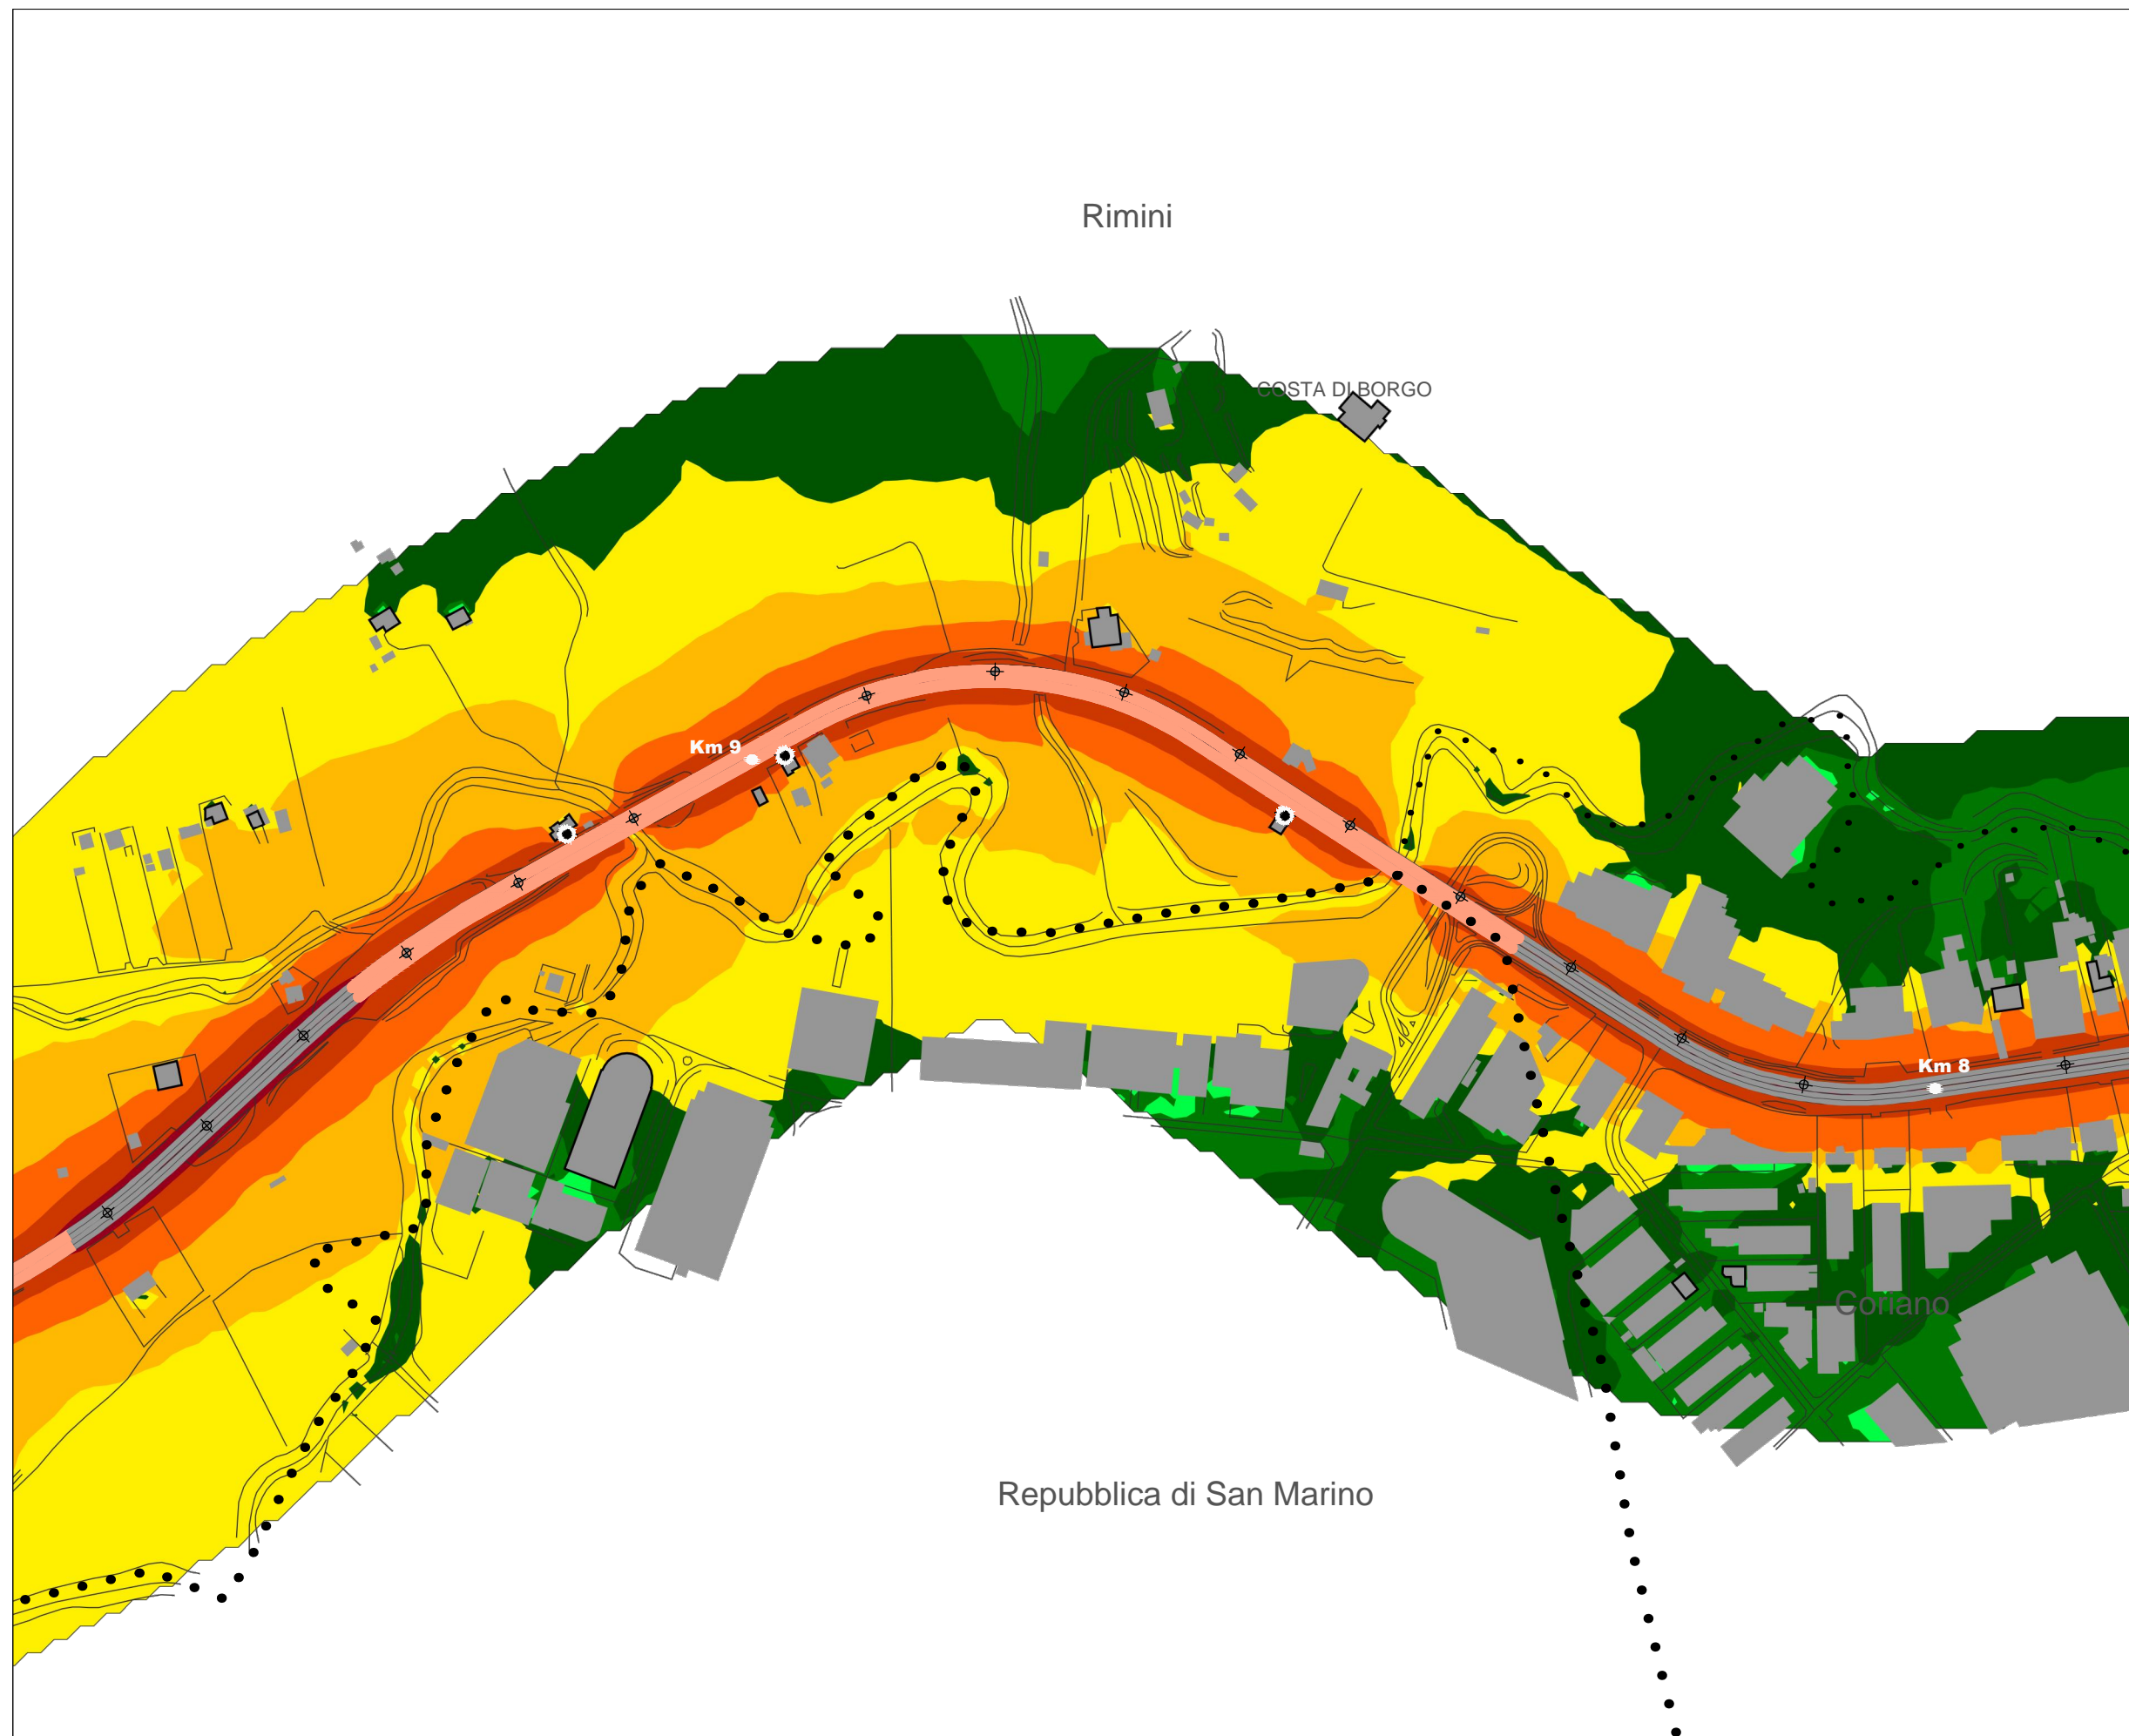 Rimini
COSTA DI BORGO
Km 9
Km 8
Coriano
Repubblica di San Marino